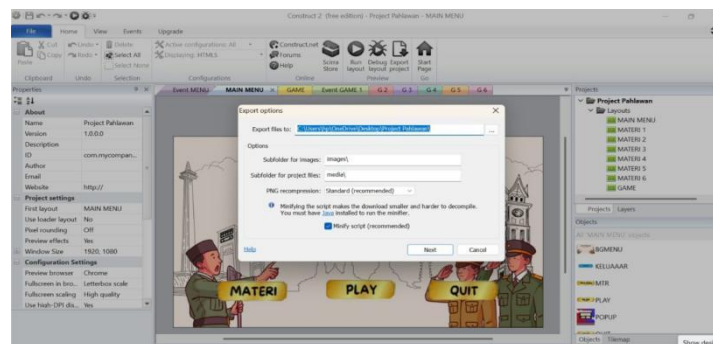 Construct 2 (free edition) - Project Pahlawan - MAIN MENU
File Home View Events Upgrade
Paste
Cut
Copy
Undo
Redo
Delete
Select All
Select None
Active configurations: All
Displaying: HTML5
Construct.net
Forums
Help
Scirra Store
Run layout
Debug layout
Export project
Start Page
Clipboard Undo Selection Configurations Online Preview Go
Properties
Event MENU MAIN MENU x GAME Event GAME 1 G 2 G 3 G 4 G 5 G 6
About
Name Project Pahlawan
Version 1.0.0.0
Description
ID com.mycompan...
Author
Email
Website http://
Project settings
First layout MAIN MENU
Use loader layout No
Pixel rounding Off
Preview effects Yes
Window Size 1920, 1080
Configuration Settings
Preview browser Chrome
Fullscreen in bro... Letterbox scale
Fullscreen scaling High quality
Use high-DPI dis... Yes
Export options
Export files to: C:\Users\hp\OneDrive\Desktop\Project Pahlawan\
...
Options
Subfolder for images: images\
Subfolder for project files: media\
PNG recompression: Standard (recommended)
Minifying the script makes the download smaller and harder to decompile.
You must have Java installed to run the minifier.
Minify script (recommended)
Help Next Cancel
MATERI PLAY QUIT
Projects
Project Pahlawan
Layouts
MAIN MENU
MATERI 1
MATERI 2
MATERI 3
MATERI 4
MATERI 5
MATERI 6
GAME
Projects Layers
Objects
All 'MAIN MENU' objects
BGMENU
KELUAAAR
MTR
PLAY
POPUP
Objects Tilemap